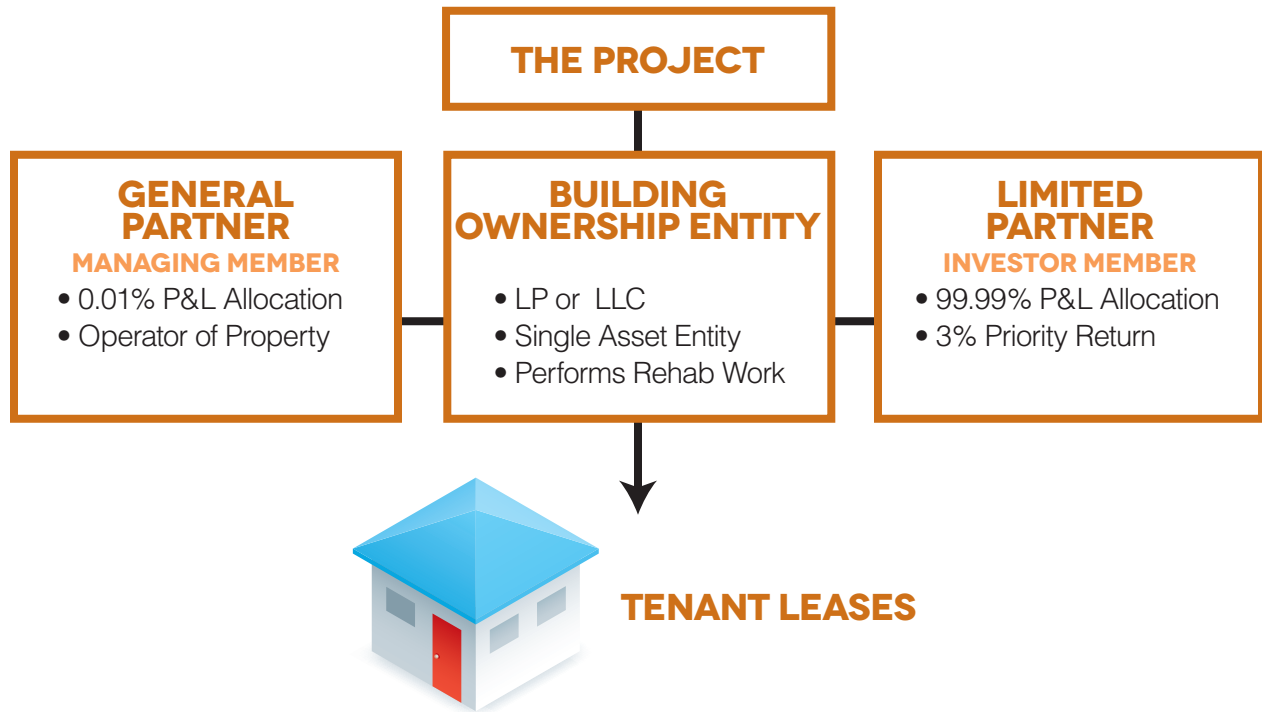 THE PROJECT
GENERAL
PARTNER
MANAGING MEMBER
• 0.01% P&L Allocation
• Operator of Property
BUILDING
OWNERSHIP ENTITY
• LP or LLC
• Single Asset Entity
• Performs Rehab Work
LIMITED
PARTNER
INVESTOR MEMBER
• 99.99% P&L Allocation
• 3% Priority Return
TENANT LEASES